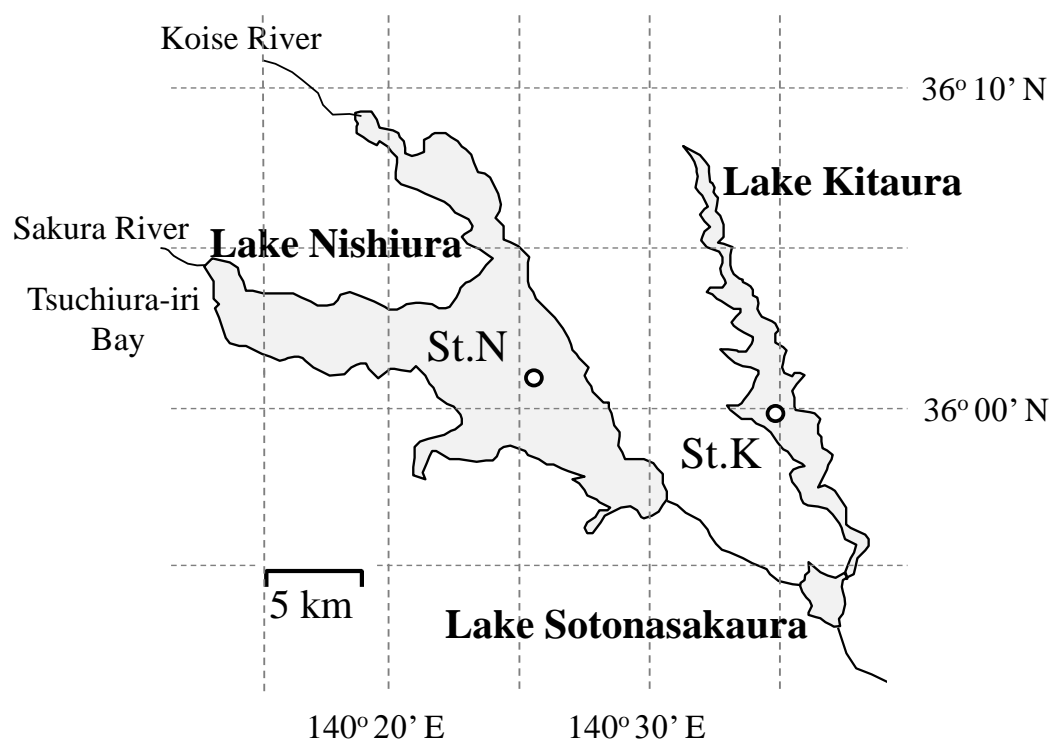 Koise River
36° 10' N
Lake Kitaura
Sakura River
Lake Nishiura
Tsuchiura-iri
Bay
St.N
36° 00' N
St.K
5 km
Lake Sotonasakaura
140° 20' E
140° 30' E